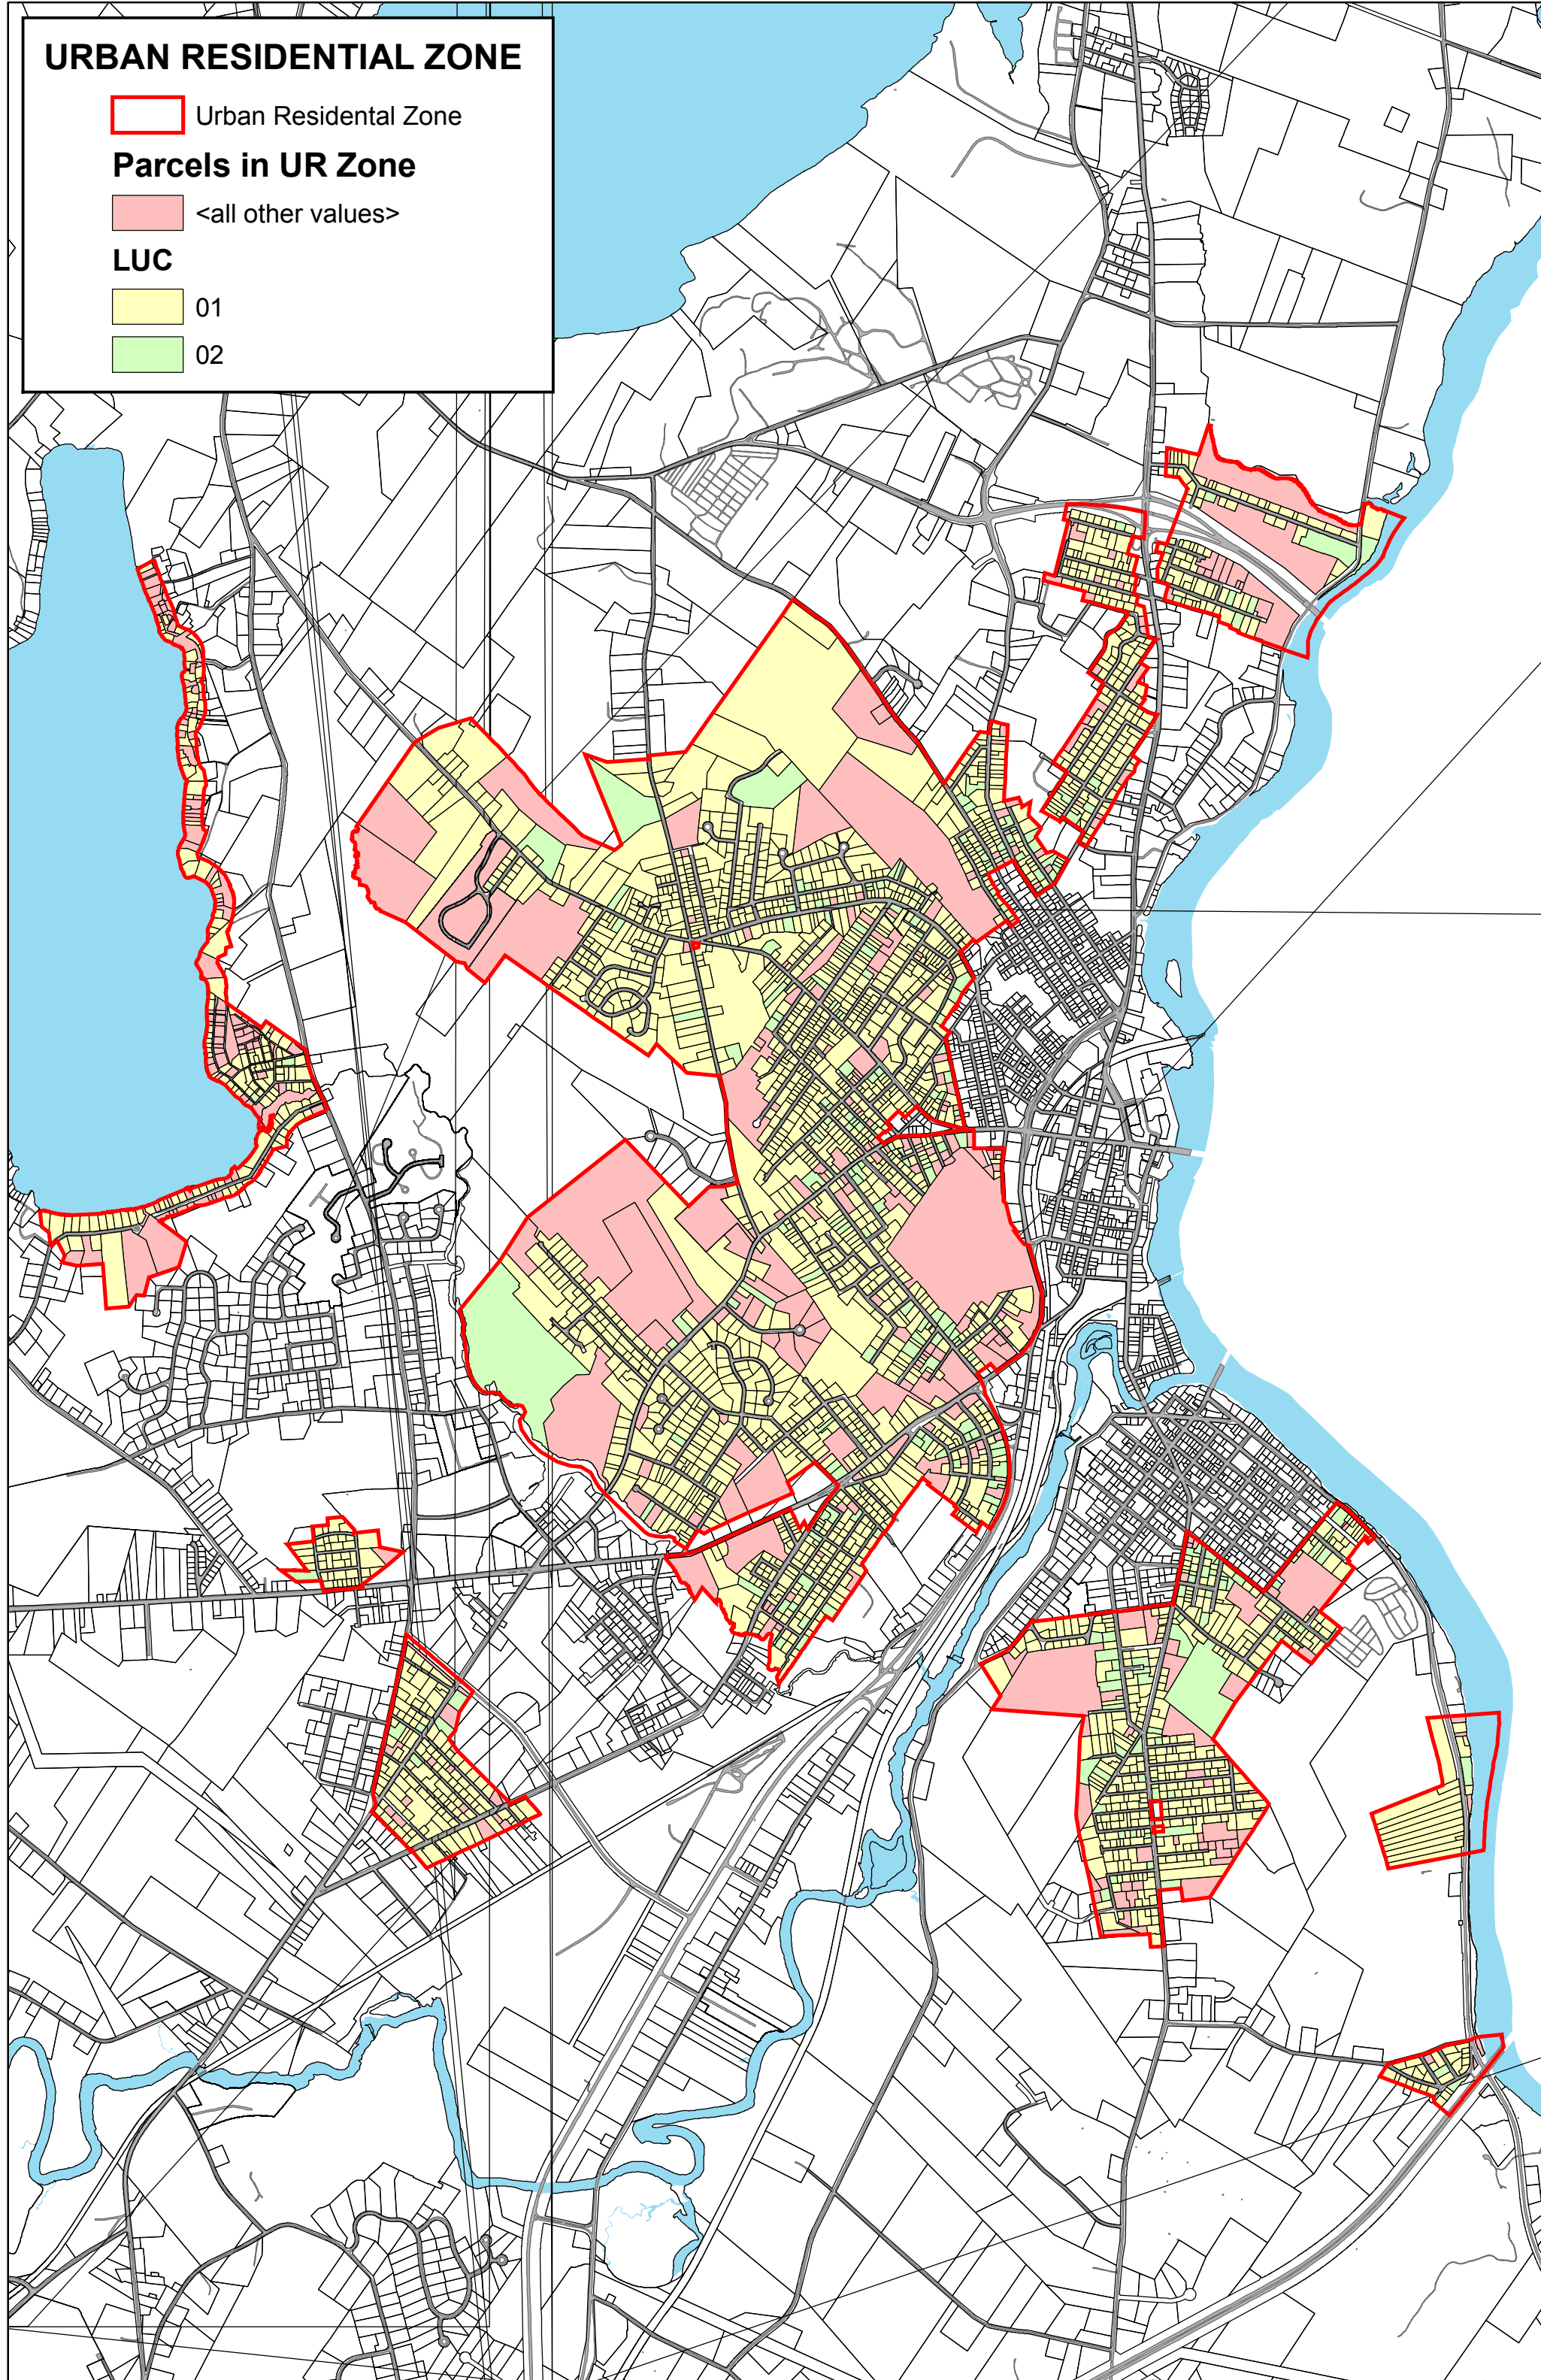 URBAN RESIDENTIAL ZONE
Urban Residental Zone
Parcels in UR Zone
<all other values>
LUC
01
02